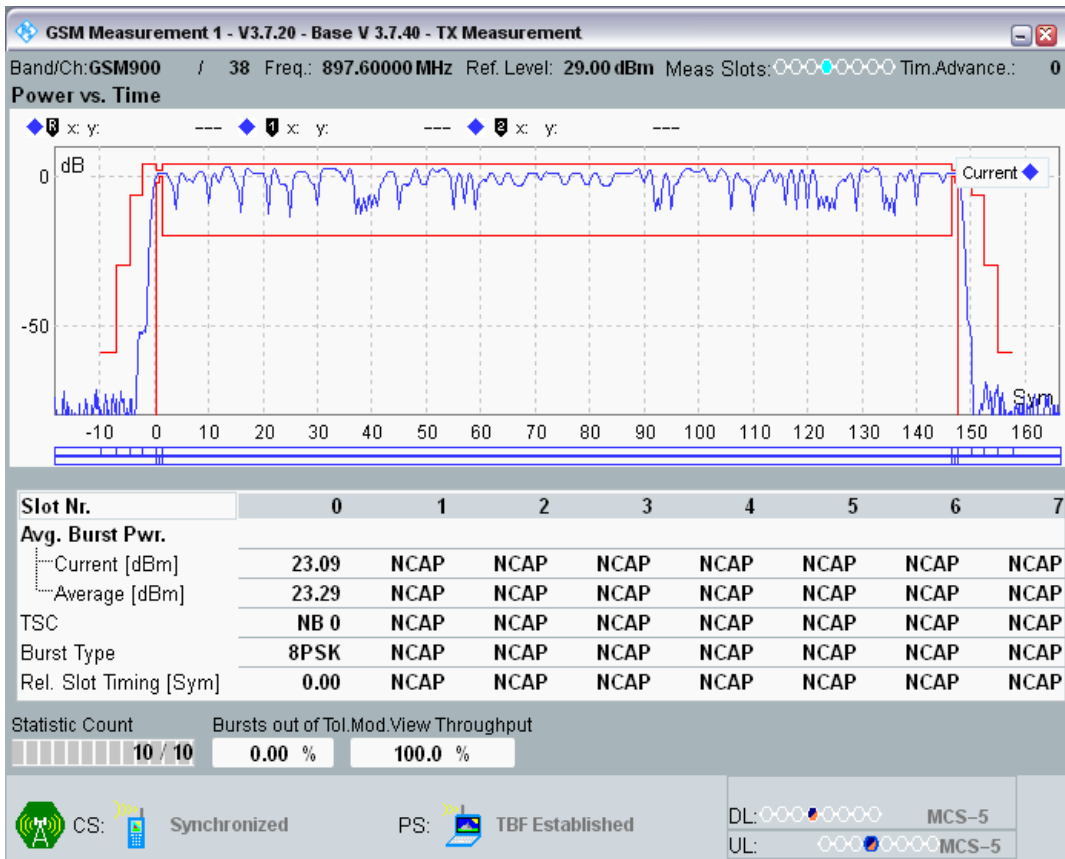 GSM Measurement 1 - V3.7.20 - Base V 3.7.40 - TX Measurement
Band/Ch:GSM900 / 38 Freq.: 897.60000 MHz Ref. Level: 29.00 dBm Meas Slots: Tim.Advance.: 0
Power vs. Time
R x: y: --- 1 x: y: --- 2 x: y: ---
dB
0
Current
-50
Sym
-10 0 10 20 30 40 50 60 70 80 90 100 110 120 130 140 150 160
Slot Nr. 0 1 2 3 4 5 6 7
Avg. Burst Pwr.
Current [dBm] 23.09 NCAP NCAP NCAP NCAP NCAP NCAP NCAP
Average [dBm] 23.29 NCAP NCAP NCAP NCAP NCAP NCAP NCAP
TSC NB 0 NCAP NCAP NCAP NCAP NCAP NCAP NCAP
Burst Type 8PSK NCAP NCAP NCAP NCAP NCAP NCAP NCAP
Rel. Slot Timing [Sym] 0.00 NCAP NCAP NCAP NCAP NCAP NCAP NCAP
Statistic Count Bursts out of Tol.Mod.View Throughput
10 / 10 0.00 % 100.0 %
CS: Synchronized PS: TBF Established
DL: MCS-5
UL: MCS-5